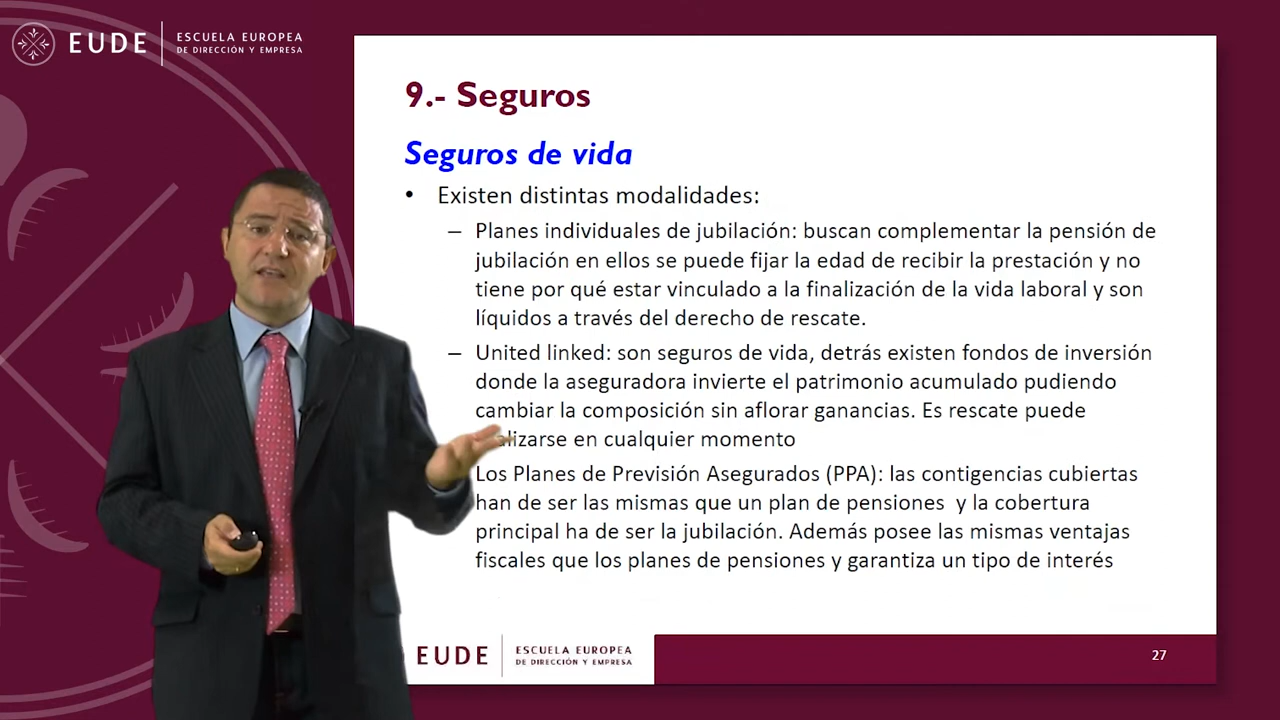 EUDE
ESCUELA EUROPEA
DE DIRECCIÓN Y EMPRESA
9.- Seguros
Seguros de vida
• Existen distintas modalidades:
– Planes individuales de jubilación: buscan complementar la pensión de
jubilación en ellos se puede fijar la edad de recibir la prestación y no
tiene por qué estar vinculado a la finalización de la vida laboral y son
líquidos a través del derecho de rescate.
– United linked: son seguros de vida, detrás existen fondos de inversión
donde la aseguradora invierte el patrimonio acumulado pudiendo
cambiar la composición sin aflorar ganancias. Es rescate puede
en cualquier momento
Los Planes de Previsión Asegurados (PPA): las contigencias cubiertas
han de ser las mismas que un plan de pensiones y la cobertura
principal ha de ser la jubilación. Además posee las mismas ventajas
fiscales que los planes de pensiones y garantiza un tipo de interés
EUDE
ESCUELA EUROPEA
DE DIRECCIÓN Y EMPRESA
27